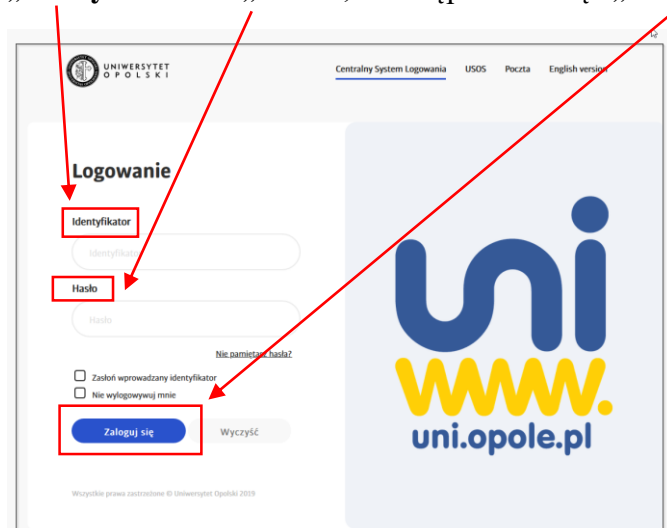 UNIWERSYTET
OPOLSKI
Centralny System Logowania USOS Poczta English version
Logowanie
Identyfikator
Identyfikator
Hasło
Hasło
Nie pamiętasz hasła?
Zasłoń wprowadzany identyfikator
Nie wylogowywuj mnie
Zaloguj się Wyczyść
Wszystkie prawa zastrzeżone © Uniwersytet Opolski 2019
uni
www.
uni.opole.pl